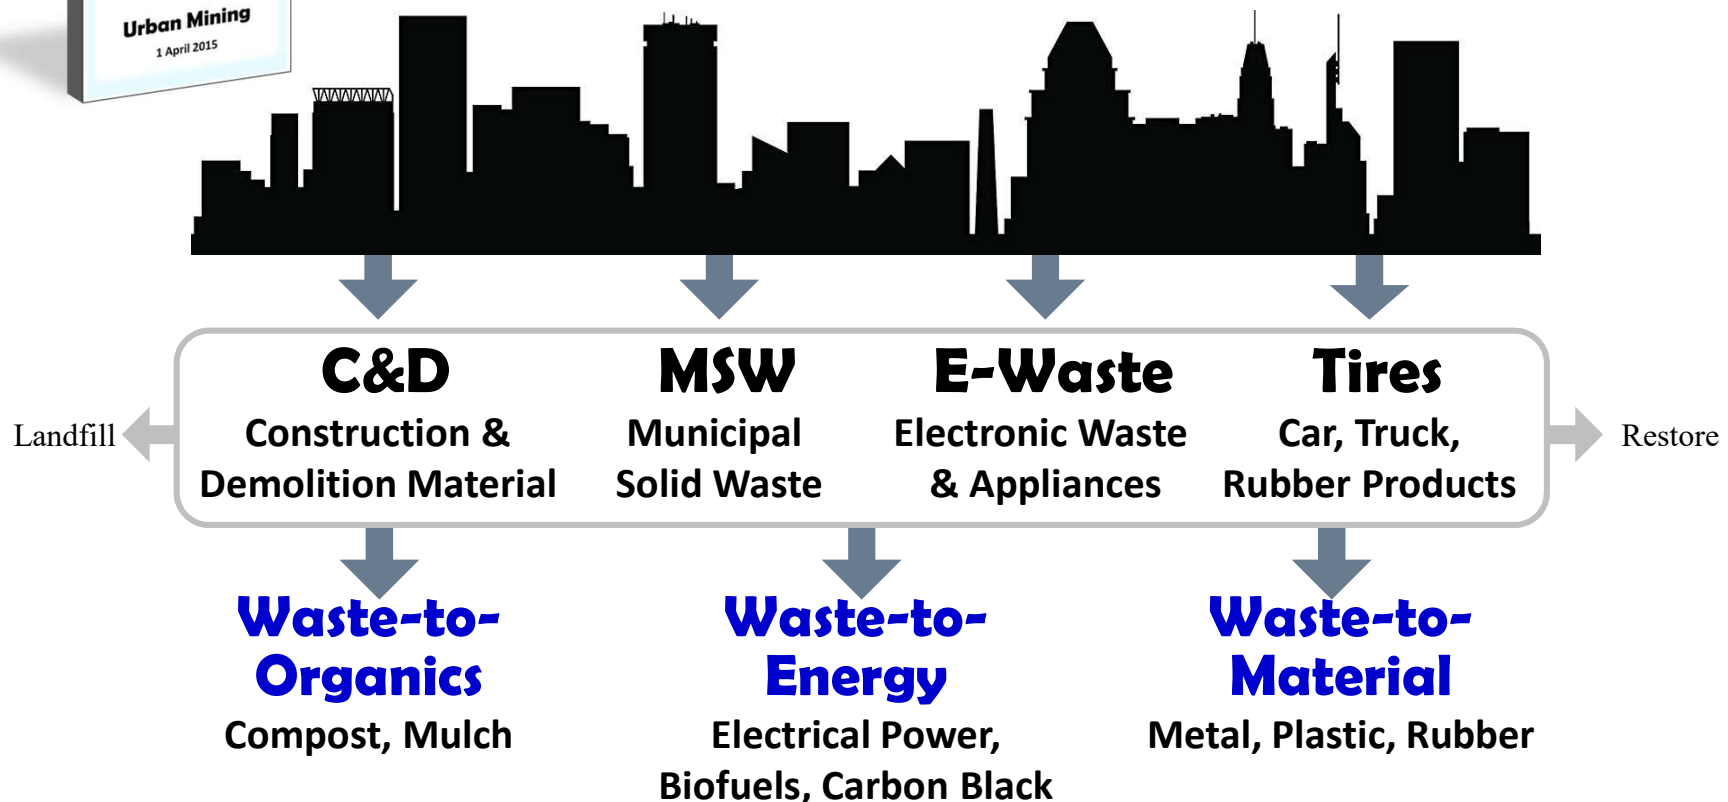 Urban Mining
1 April 2015
C&D
Construction &
Demolition Material
MSW
Municipal
Solid Waste
E-Waste
Electronic Waste
& Appliances
Tires
Car, Truck,
Rubber Products
Landfill
Restore
Waste-to-
Organics
Compost, Mulch
Waste-to-
Energy
Electrical Power,
Biofuels, Carbon Black
Waste-to-
Material
Metal, Plastic, Rubber